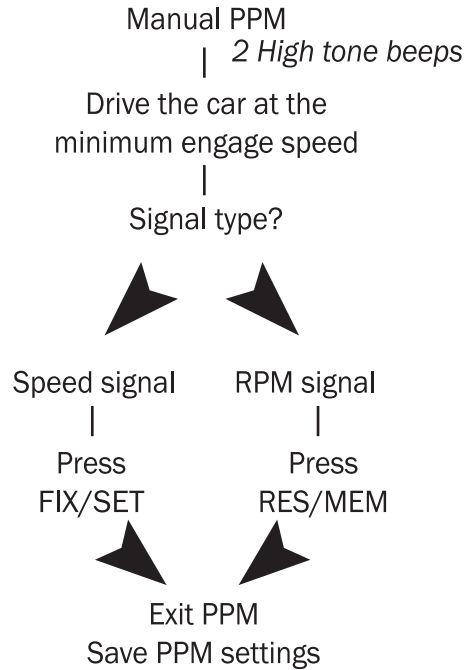 Manual PPM
2 High tone beeps
Drive the car at the
minimum engage speed
Signal type?
Speed signal
RPM signal
Press
FIX/SET
Press
RES/MEM
Exit PPM
Save PPM settings